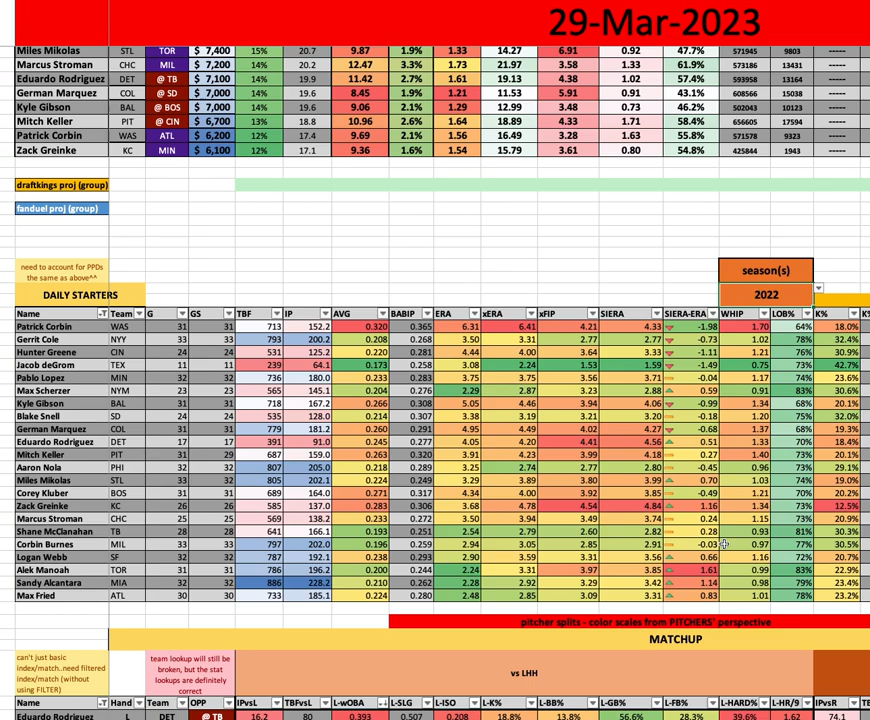 29-Mar-2023
Miles Mikolas STL TOR $ 7,400 15% 20.7 9.87 1.9% 1.33 14.27 6.91 0.92 47.7% 571945 9803 -----
Marcus Stroman CHC MIL $ 7,200 14% 20.2 12.47 3.3% 1.73 21.97 3.58 1.33 61.9% 573186 13431 -----
Eduardo Rodriguez DET @ TB $ 7,100 14% 19.9 11.42 2.7% 1.61 19.13 4.38 1.02 57.4% 593958 13164 -----
German Marquez COL @ SD $ 7,000 14% 19.6 8.45 1.9% 1.21 11.53 5.91 0.91 43.1% 608566 15038 -----
Kyle Gibson BAL @ BOS $ 7,000 14% 19.6 9.06 2.1% 1.29 12.99 3.48 0.73 46.2% 502043 10123 -----
Mitch Keller PIT @ CIN $ 6,700 13% 18.8 10.96 2.6% 1.64 18.89 4.33 1.71 58.4% 656605 17594 -----
Patrick Corbin WAS ATL $ 6,200 12% 17.4 9.69 2.1% 1.56 16.49 3.28 1.63 55.8% 571578 9323 -----
Zack Greinke KC MIN $ 6,100 12% 17.1 9.36 1.6% 1.54 15.79 3.61 0.80 54.8% 425844 1943 -----
draftkings proj (group)
fanduel proj (group)
need to account for PPDs
the same as above^^
season(s)
DAILY STARTERS 2022
Name Team G GS TBF IP AVG BABIP ERA xERA xFIP SIERA SIERA-ERA WHIP LOB% K%
Patrick Corbin WAS 31 31 713 152.2 0.320 0.365 6.31 6.41 4.21 4.33 -1.98 1.70 64% 18.0%
Gerrit Cole NYY 33 33 793 200.2 0.208 0.268 3.50 3.31 2.77 2.77 -0.73 1.02 78% 32.4%
Hunter Greene CIN 24 24 531 125.2 0.220 0.281 4.44 4.00 3.64 3.33 -1.11 1.21 76% 30.9%
Jacob deGrom TEX 11 11 239 64.1 0.173 0.258 3.08 2.24 1.53 1.59 -1.49 0.75 73% 42.7%
Pablo Lopez MIN 32 32 736 180.0 0.233 0.283 3.75 3.75 3.56 3.71 -0.04 1.17 74% 23.6%
Max Scherzer NYM 23 23 565 145.1 0.204 0.276 2.29 2.87 3.23 2.88 0.59 0.91 83% 30.6%
Kyle Gibson BAL 31 31 718 167.2 0.266 0.308 5.05 4.46 3.94 4.06 -0.99 1.34 68% 20.1%
Blake Snell SD 24 24 535 128.0 0.214 0.307 3.38 3.19 3.31 3.20 -0.18 1.20 75% 32.0%
German Marquez COL 31 31 779 181.2 0.260 0.291 4.95 4.49 4.02 4.27 -0.68 1.37 68% 19.3%
Eduardo Rodriguez DET 17 17 391 91.0 0.245 0.277 4.05 4.20 4.41 4.56 0.51 1.33 70% 18.4%
Mitch Keller PIT 31 29 687 159.0 0.263 0.320 3.91 4.23 3.99 4.18 0.27 1.40 73% 20.1%
Aaron Nola PHI 32 32 807 205.0 0.218 0.289 3.25 2.74 2.77 2.80 -0.45 0.96 73% 29.1%
Miles Mikolas STL 33 32 805 202.1 0.229 0.249 3.29 3.89 3.80 3.99 0.70 1.03 74% 19.0%
Corey Kluber BOS 31 31 689 164.0 0.271 0.317 4.34 4.00 3.92 3.85 -0.49 1.21 70% 20.2%
Zack Greinke KC 26 26 585 137.0 0.283 0.306 3.68 4.78 4.54 4.84 1.16 1.34 73% 12.5%
Marcus Stroman CHC 25 25 569 138.2 0.233 0.272 3.50 3.94 3.49 3.74 0.24 1.15 73% 20.9%
Shane McClanahan TB 28 28 641 166.1 0.193 0.251 2.54 2.79 2.60 2.82 0.28 0.93 81% 30.3%
Corbin Burnes MIL 33 33 797 202.0 0.196 0.259 2.94 3.05 2.85 2.91 -0.03 0.97 77% 30.5%
Logan Webb SF 32 32 787 192.1 0.238 0.293 2.90 3.59 3.31 3.56 0.66 1.16 72% 20.7%
Alek Manoah TOR 31 31 786 196.2 0.200 0.244 2.24 3.31 3.97 3.85 1.61 0.99 83% 22.9%
Sandy Alcantara MIA 32 32 886 228.2 0.210 0.262 2.28 2.92 3.29 3.42 1.14 0.98 79% 23.4%
Max Fried ATL 30 30 733 185.1 0.224 0.280 2.48 2.85 3.09 3.31 0.83 1.01 78% 23.2%
pitcher splits - color scales from PITCHERS' perspective
MATCHUP
can't just basic
index/match..need filtered
index/match (without
using FILTER)
team lookup will still be
broken, but the stat
lookups are definitely
correct
vs LHH
Name Hand Team OPP IPvsL TBFvsL L-wOBA L-SLG L-ISO L-K% L-BB% L-GB% L-FB% L-HARD% L-HR/9 IPvsR
Eduardo Rodriguez L DET @ TB 16.2 80 0.393 0.507 0.208 18.8% 13.8% 56.6% 28.3% 39.6% 1.62 74.1